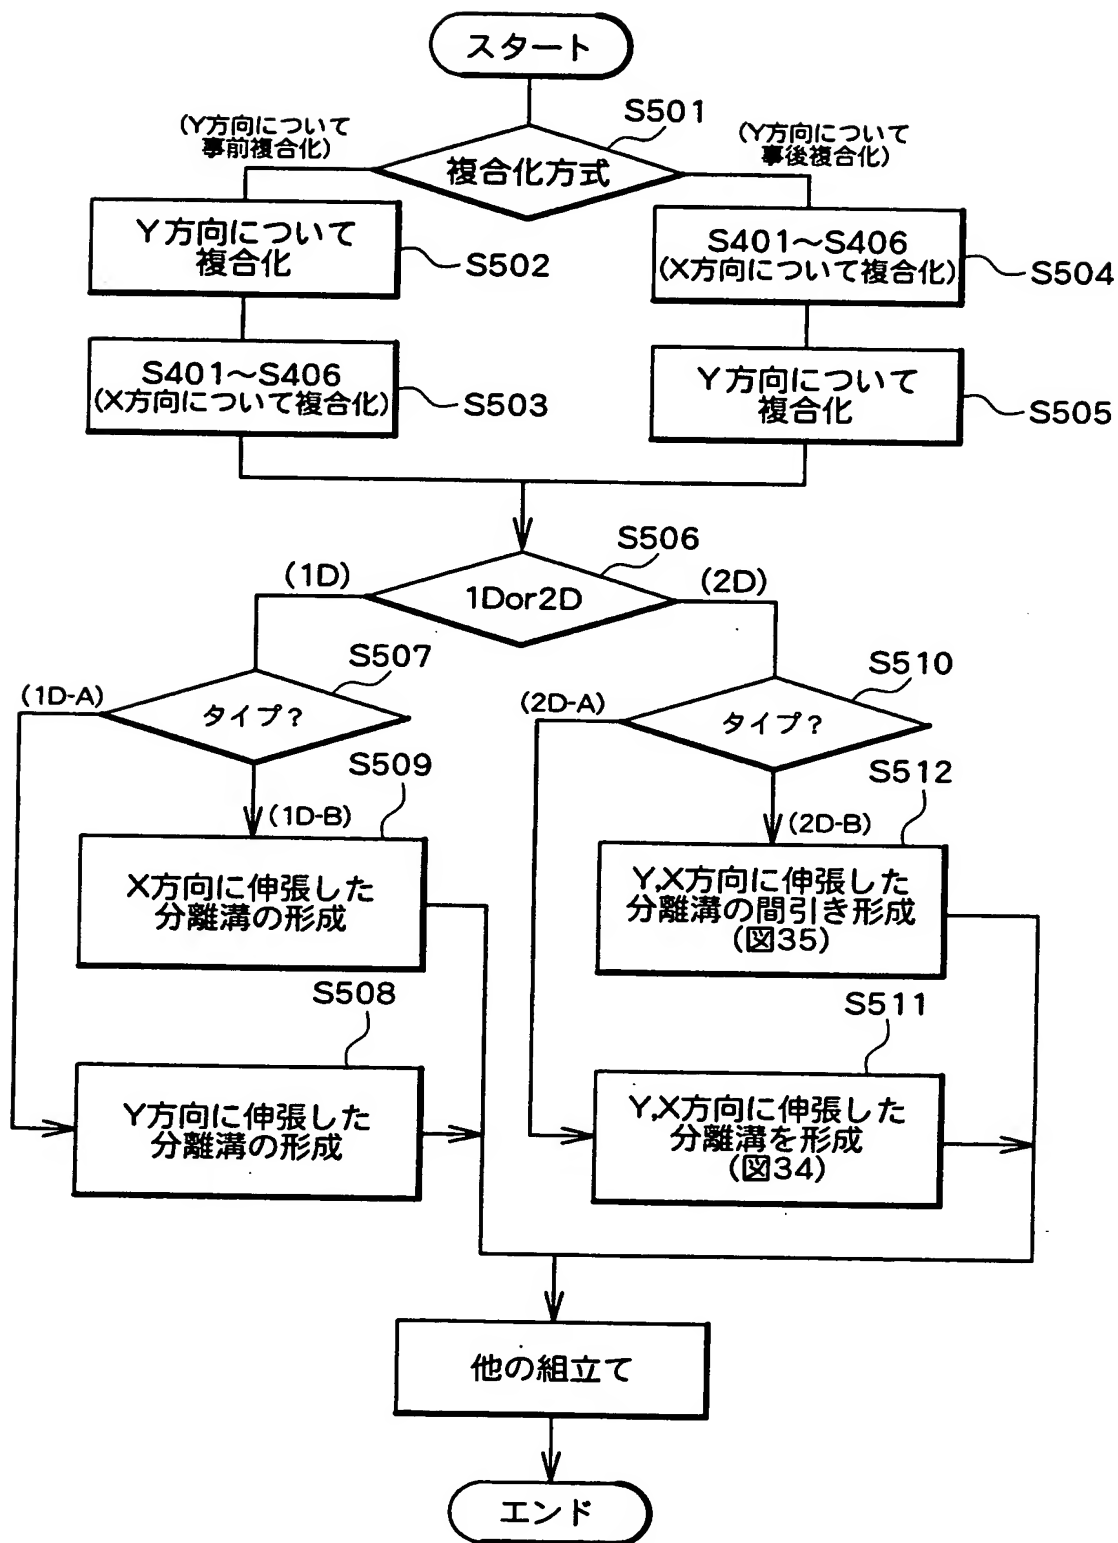 スタート
S501
(Y方向について
事前複合化)
(Y方向について
事後複合化)
複合化方式
Y方向について
複合化
S502
S401～S406
(X方向について複合化)
S504
S401～S406
(X方向について複合化)
S503
Y方向について
複合化
S505
S506
(1D)
1Dor2D
(2D)
S507
S510
(1D-A)
タイプ?
(2D-A)
タイプ?
S509
S512
(1D-B)
(2D-B)
X方向に伸張した
分離溝の形成
Y,X方向に伸張した
分離溝の間引き形成
(図35)
S508
S511
Y方向に伸張した
分離溝の形成
Y,X方向に伸張した
分離溝を形成
(図34)
他の組立て
エンド